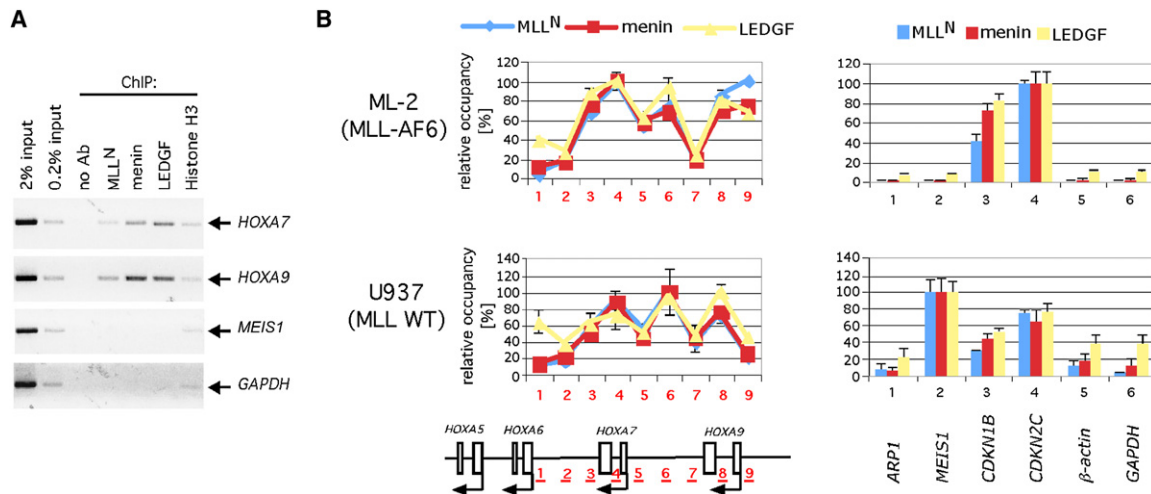 A
ChIP:
2% input
0.2% input
no Ab
MLLN
menin
LEDGF
Histone H3
HOXA7
HOXA9
MEIS1
GAPDH
B
MLL^N menin LEDGF
ML-2
(MLL-AF6)
relative occupancy
[%]
120
100
80
60
40
20
0
1 2 3 4 5 6 7 8 9
U937
(MLL WT)
relative occupancy
[%]
140
120
100
80
60
40
20
0
1 2 3 4 5 6 7 8 9
HOXA5 HOXA6 HOXA7 HOXA9
1 2 3 4 5 6 7 8 9
MLL^N menin LEDGF
120
100
80
60
40
20
0
1 2 3 4 5 6
140
120
100
80
60
40
20
0
1 2 3 4 5 6
ARP1
MEIS1
CDKN1B
CDKN2C
β-actin
GAPDH